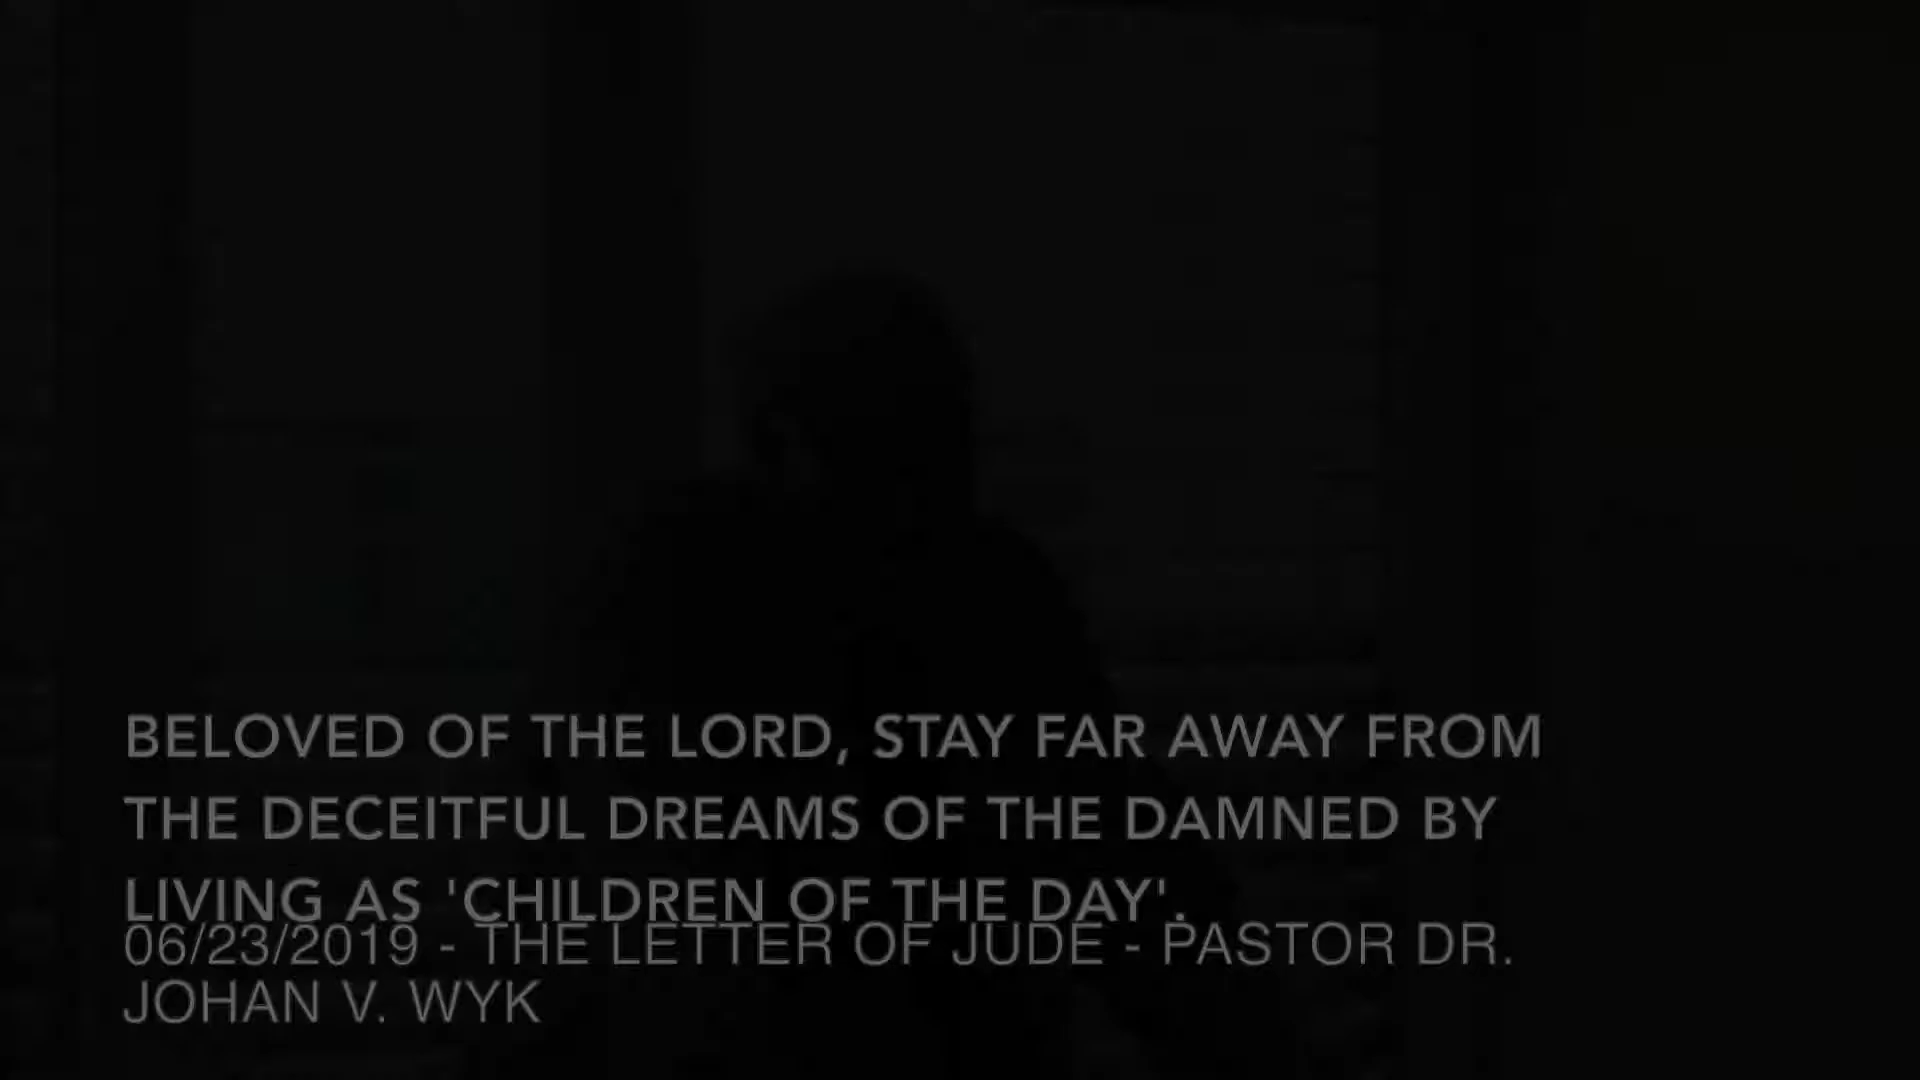 BELOVED OF THE LORD, STAY FAR AWAY FROM
THE DECEITFUL DREAMS OF THE DAMNED BY
LIVING AS 'CHILDREN OF THE DAY'.
06/23/2019 - THE LETTER OF JUDE - PASTOR DR.
JOHAN V. WYK